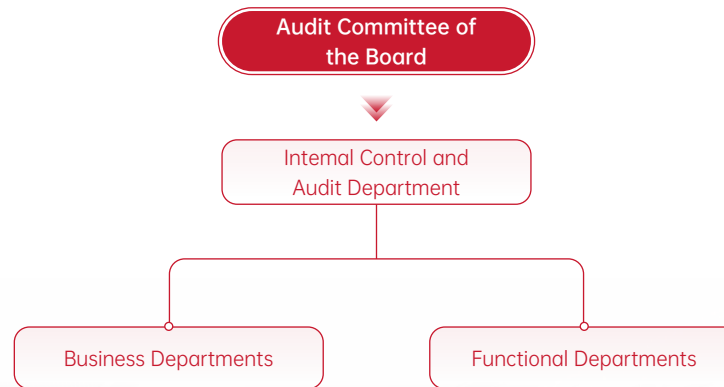 Audit Committee of
the Board
Intemal Control and
Audit Department
Business Departments
Functional Departments